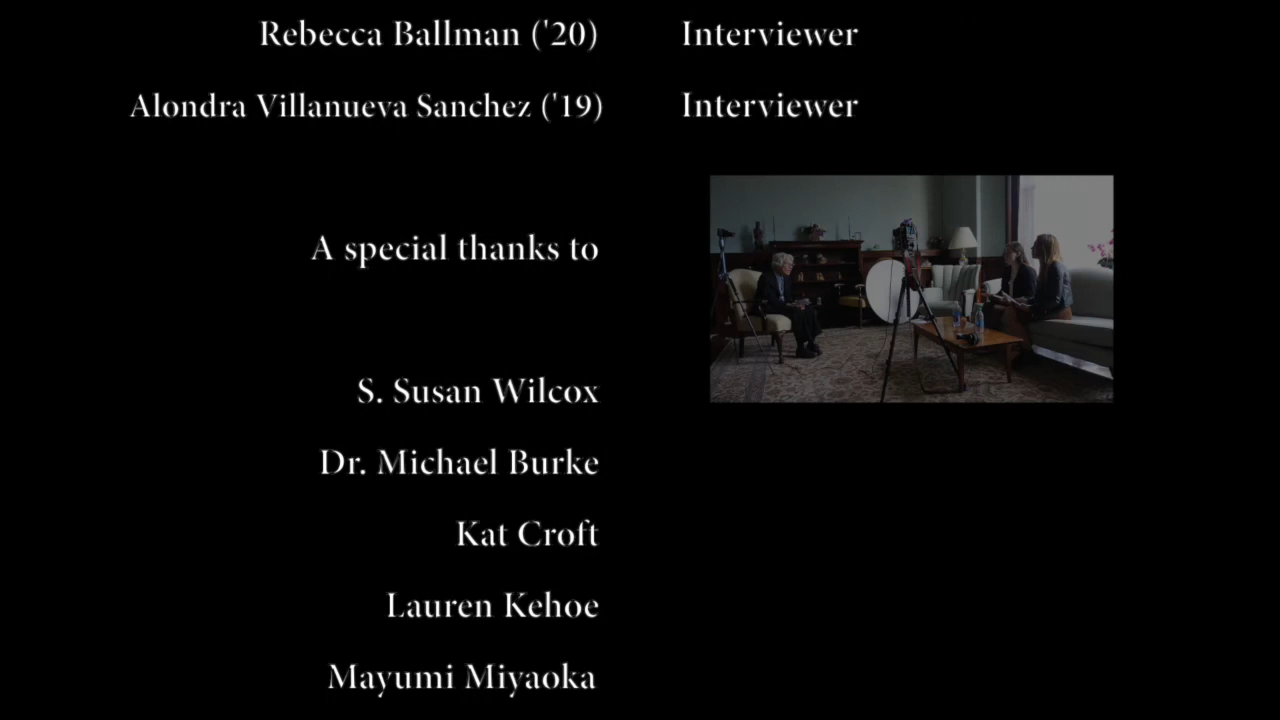 Rebecca Ballman ('20) Interviewer
Alondra Villanueva Sanchez ('19) Interviewer
A special thanks to
S. Susan Wilcox
Dr. Michael Burke
Kat Croft
Lauren Kehoe
Mayumi Miyaoka